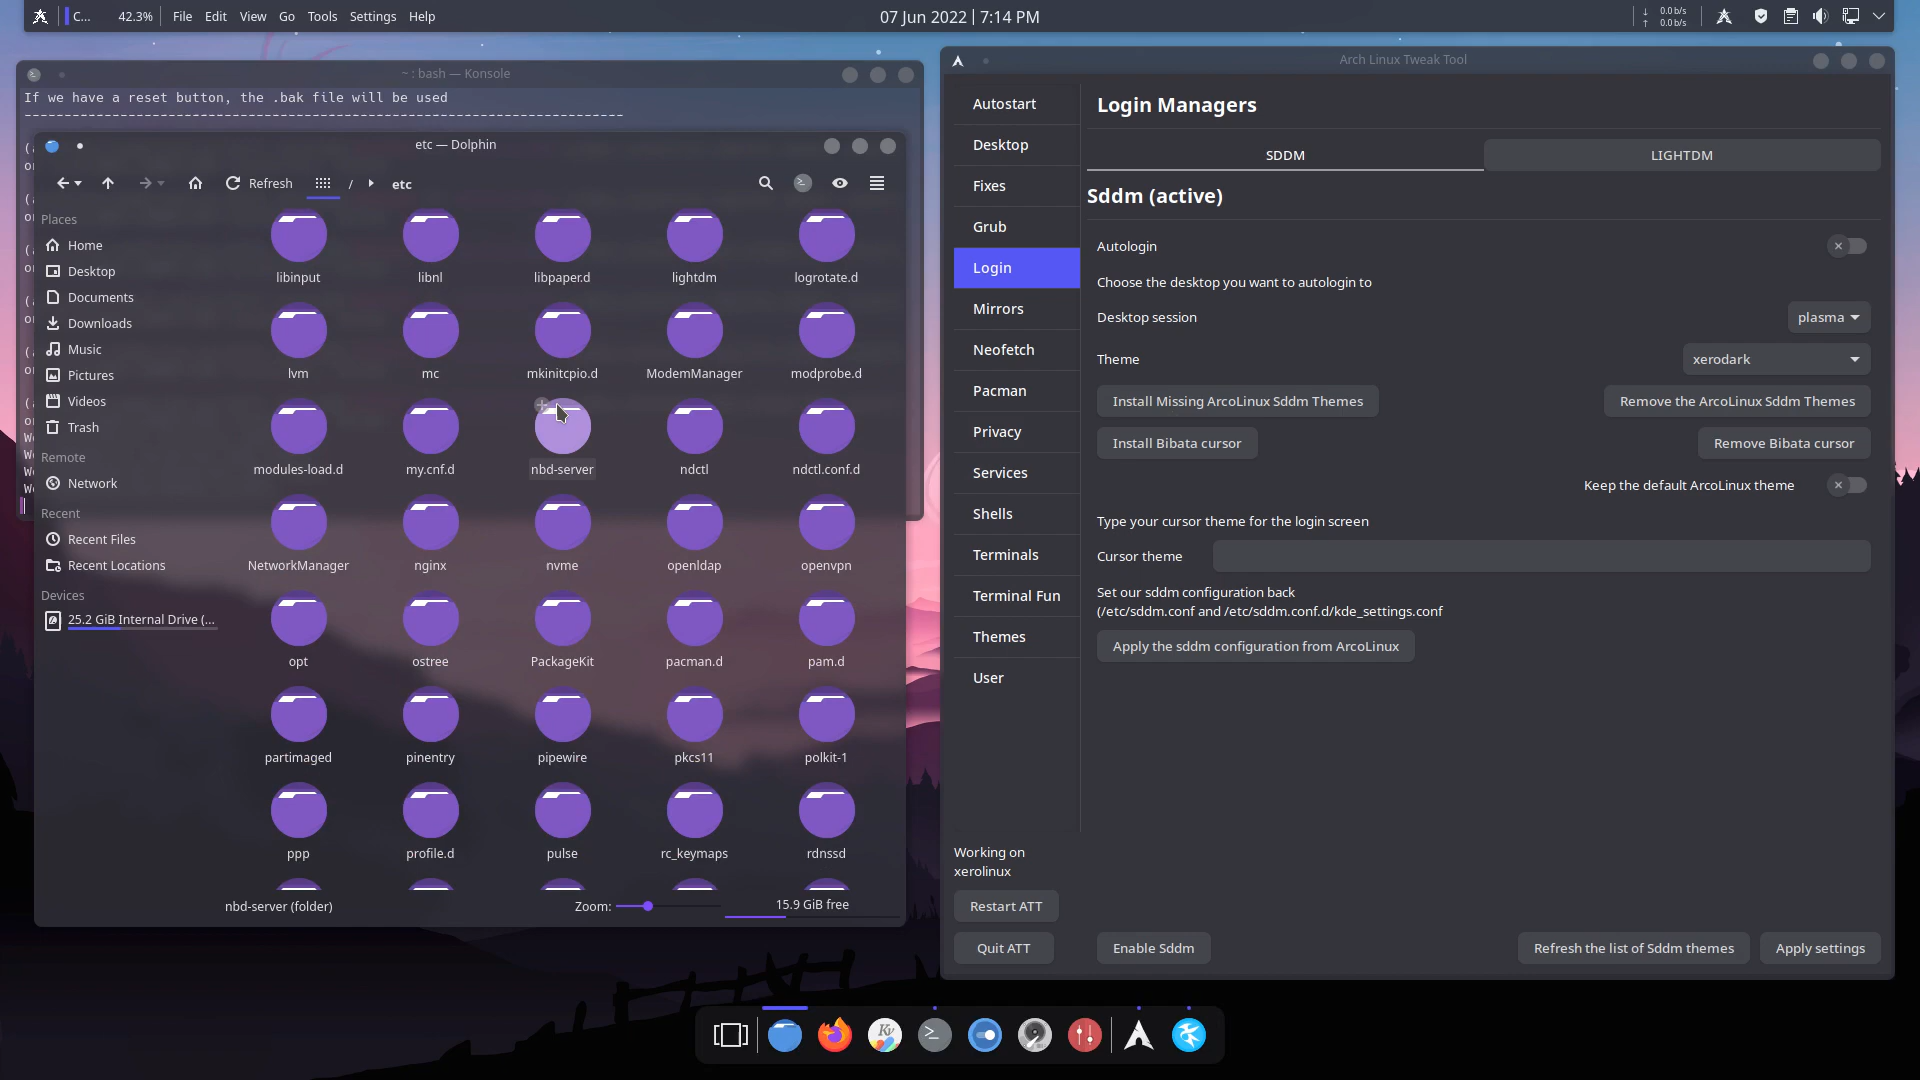 C... 42.3% File Edit View Go Tools Settings Help
07 Jun 2022 | 7:14 PM
↓ 0.0 b/s
↑ 0.0 b/s
~ : bash — Konsole
If we have a reset button, the .bak file will be used
--------------------------------------------------------------------------------
etc — Dolphin
Refresh / etc
Places
Home
Desktop
Documents
Downloads
Music
Pictures
Videos
Trash
Remote
Network
Recent
Recent Files
Recent Locations
Devices
25.2 GiB Internal Drive (...
libinput libnl libpaper.d lightdm logrotate.d
lvm mc mkinitcpio.d ModemManager modprobe.d
modules-load.d my.cnf.d nbd-server ndctl ndctl.conf.d
NetworkManager nginx nvme openldap openvpn
opt ostree PackageKit pacman.d pam.d
partimaged pinentry pipewire pkcs11 polkit-1
ppp profile.d pulse rc_keymaps rdnssd
nbd-server (folder) Zoom: 15.9 GiB free
Arch Linux Tweak Tool
Autostart
Desktop
Fixes
Grub
Login
Mirrors
Neofetch
Pacman
Privacy
Services
Shells
Terminals
Terminal Fun
Themes
User
Working on
xerolinux
Restart ATT
Quit ATT
Login Managers
SDDM LIGHTDM
Sddm (active)
Autologin
Choose the desktop you want to autologin to
Desktop session plasma
Theme xerodark
Install Missing ArcoLinux Sddm Themes Remove the ArcoLinux Sddm Themes
Install Bibata cursor Remove Bibata cursor
Keep the default ArcoLinux theme
Type your cursor theme for the login screen
Cursor theme
Set our sddm configuration back
(/etc/sddm.conf and /etc/sddm.conf.d/kde_settings.conf
Apply the sddm configuration from ArcoLinux
Enable Sddm Refresh the list of Sddm themes Apply settings